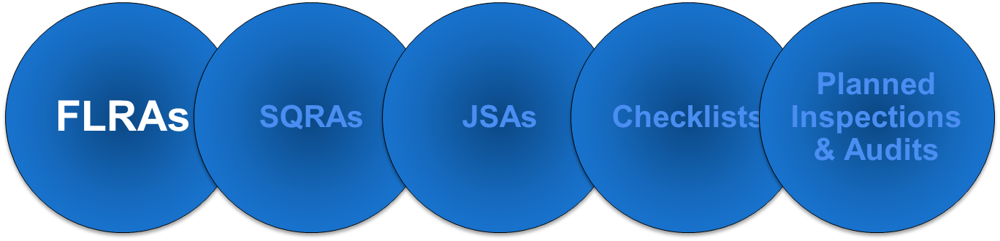 FLRAs
SQRAs
JSAs
Checklists
Planned
Inspections
& Audits